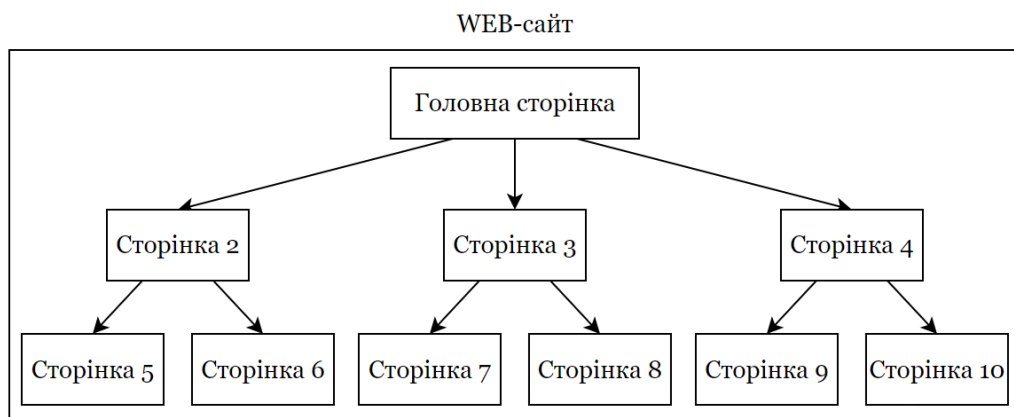 WEB-сайт
Головна сторінка
Сторінка 2
Сторінка 3
Сторінка 4
Сторінка 5
Сторінка 6
Сторінка 7
Сторінка 8
Сторінка 9
Сторінка 10